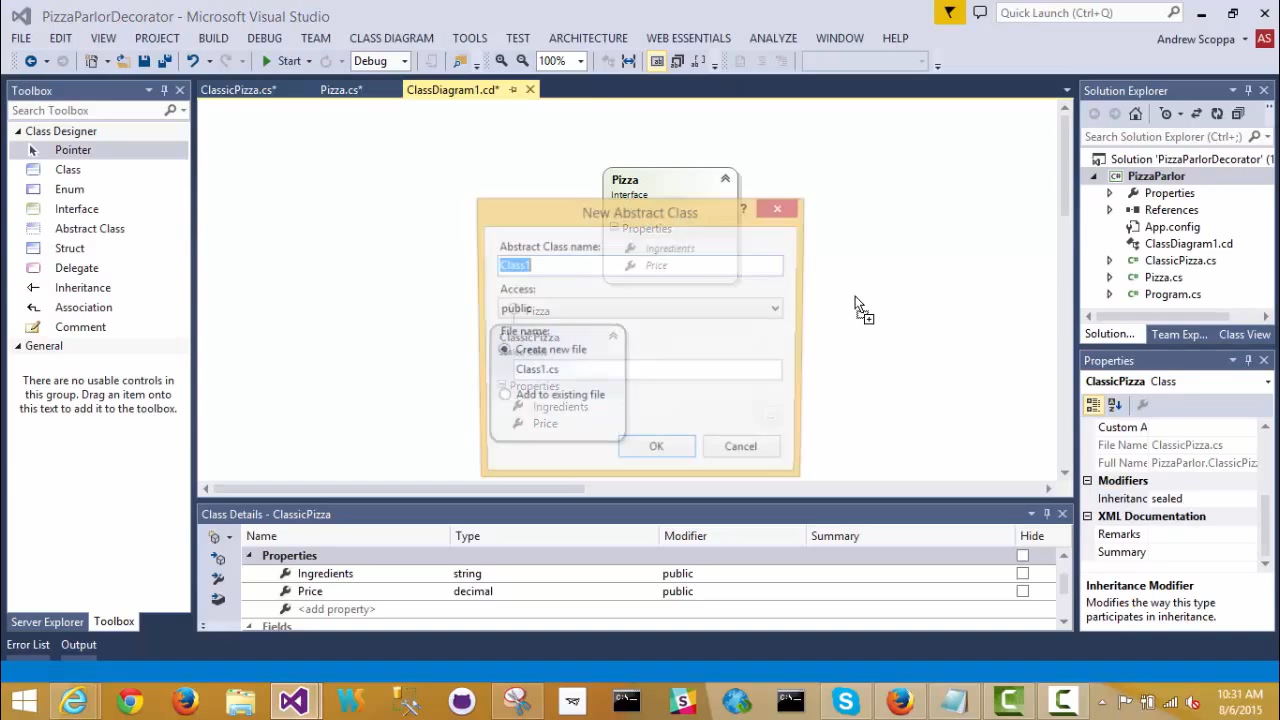 PizzaParlorDecorator - Microsoft Visual Studio
Quick Launch (Ctrl+Q)
FILE EDIT VIEW PROJECT BUILD DEBUG TEAM CLASS DIAGRAM TOOLS TEST ARCHITECTURE WEB ESSENTIALS ANALYZE WINDOW HELP
Andrew Scoppa AS
Start Debug 100%
Toolbox
ClassicPizza.cs* Pizza.cs* ClassDiagram1.cd*
Solution Explorer
Search Toolbox
Class Designer
Pointer
Class
Enum
Interface
Abstract Class
Struct
Delegate
Inheritance
Association
Comment
General
There are no usable controls in
this group. Drag an item onto
this text to add it to the toolbox.
Server Explorer Toolbox
Error List Output
Pizza
Interface
Properties
Ingredients
Price
Pizza
ClassicPizza
Properties
Ingredients
Price
New Abstract Class
?
Abstract Class name:
Class1
Access:
public
File name:
Create new file
Class1.cs
Add to existing file
OK Cancel
Class Details - ClassicPizza
Name Type Modifier Summary Hide
Properties
Ingredients string public
Price decimal public
<add property>
Fields
Search Solution Explorer (Ctrl+;)
Solution 'PizzaParlorDecorator' (1
PizzaParlor
Properties
References
App.config
ClassDiagram1.cd
ClassicPizza.cs
Pizza.cs
Program.cs
Solution... Team Exp... Class View
Properties
ClassicPizza Class
Custom A
File Name ClassicPizza.cs
Full Name PizzaParlor.ClassicPizz
Modifiers
Inheritanc sealed
XML Documentation
Remarks
Summary
Inheritance Modifier
Modifies the way this type
participates in inheritance.
10:31 AM
8/6/2015